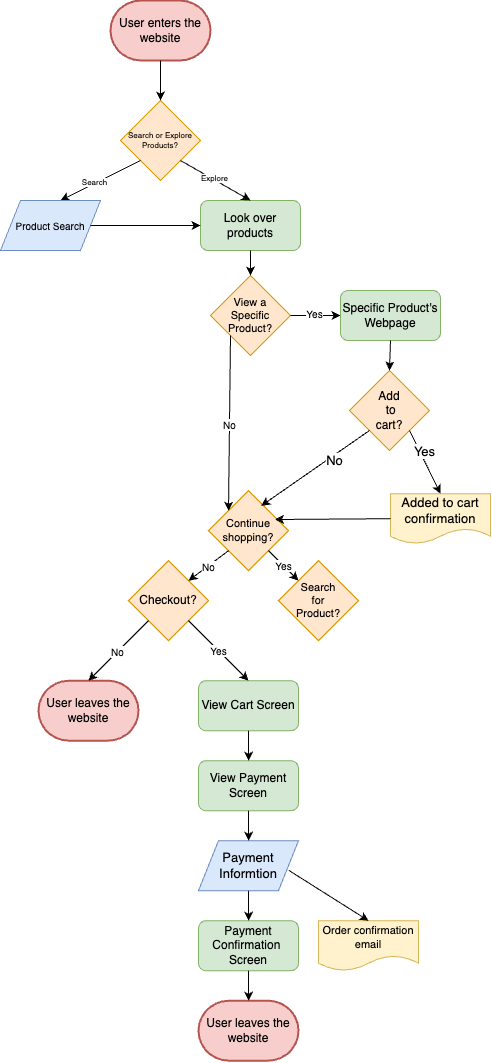 User enters the
website
Search or Explore
Products?
Search
Explore
Product Search
Look over
products
View a
Specific
Product?
Yes
Specific Product's
Webpage
Add
to
cart?
No
No
Yes
Added to cart
confirmation
Continue
shopping?
No
Yes
Checkout?
Search
for
Product?
No
Yes
User leaves the
website
View Cart Screen
View Payment
Screen
Payment
Informtion
Payment
Confirmation
Screen
Order confirmation
email
User leaves the
website